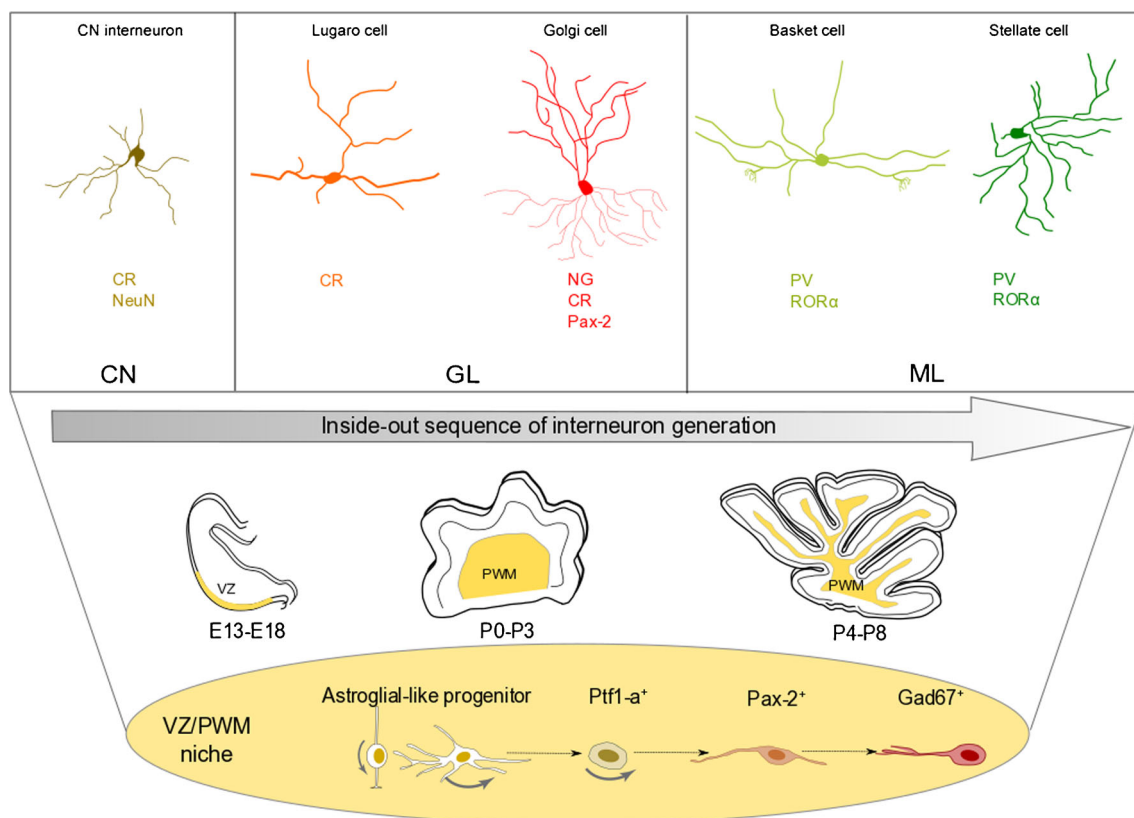 CN interneuron
Lugaro cell
Golgi cell
Basket cell
Stellate cell
CR
NeuN
CR
NG
CR
Pax-2
PV
RORα
PV
RORα
CN
GL
ML
Inside-out sequence of interneuron generation
VZ
PWM
PWM
E13-E18
P0-P3
P4-P8
Astroglial-like progenitor
Ptf1-a⁺
Pax-2⁺
Gad67⁺
VZ/PWM
niche